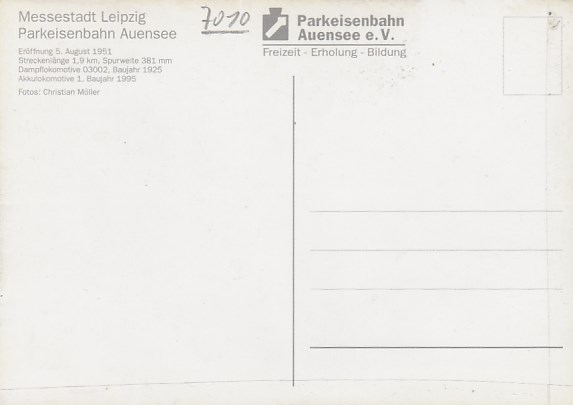 Messestadt Leipzig
Parkeisenbahn Auensee
Eröffnung 5. August 1951
Streckenlänge 1,9 km, Spurweite 381 mm
Dampflokomotive 03002, Baujahr 1925
Akkulokomotive 1, Baujahr 1995
Fotos: Christian Möller
7010
Parkeisenbahn
Auensee e.V.
Freizeit - Erholung - Bildung